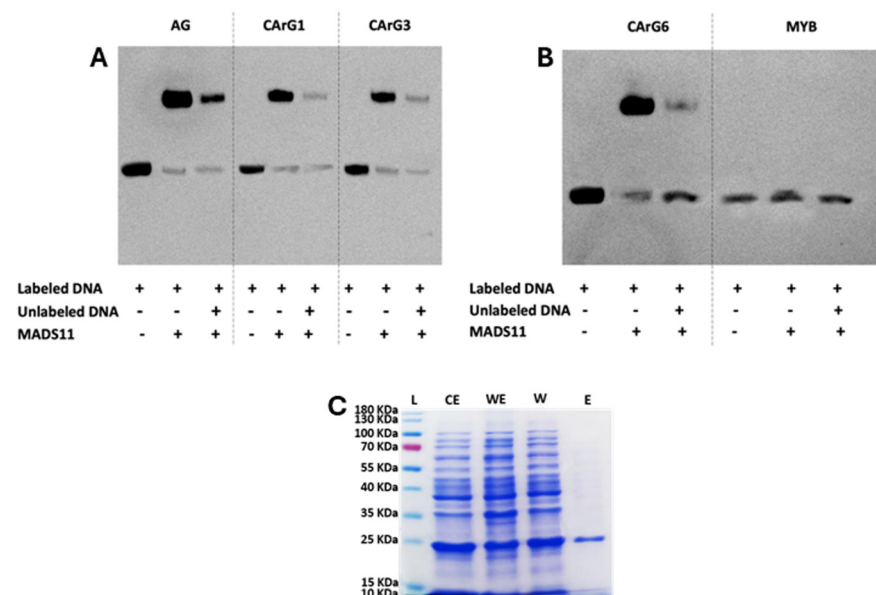 AG CArG1 CArG3
A
Labeled DNA + + + + + + + + +
Unlabeled DNA - - + - - + - - +
MADS11 - + + - + + - + +
CArG6 MYB
B
Labeled DNA + + + + + +
Unlabeled DNA - - + - - +
MADS11 - + + - + +
C
L CE WE W E
180 KDa
130 KDa
100 KDa
70 KDa
55 KDa
40 KDa
35 KDa
25 KDa
15 KDa
10 KDa